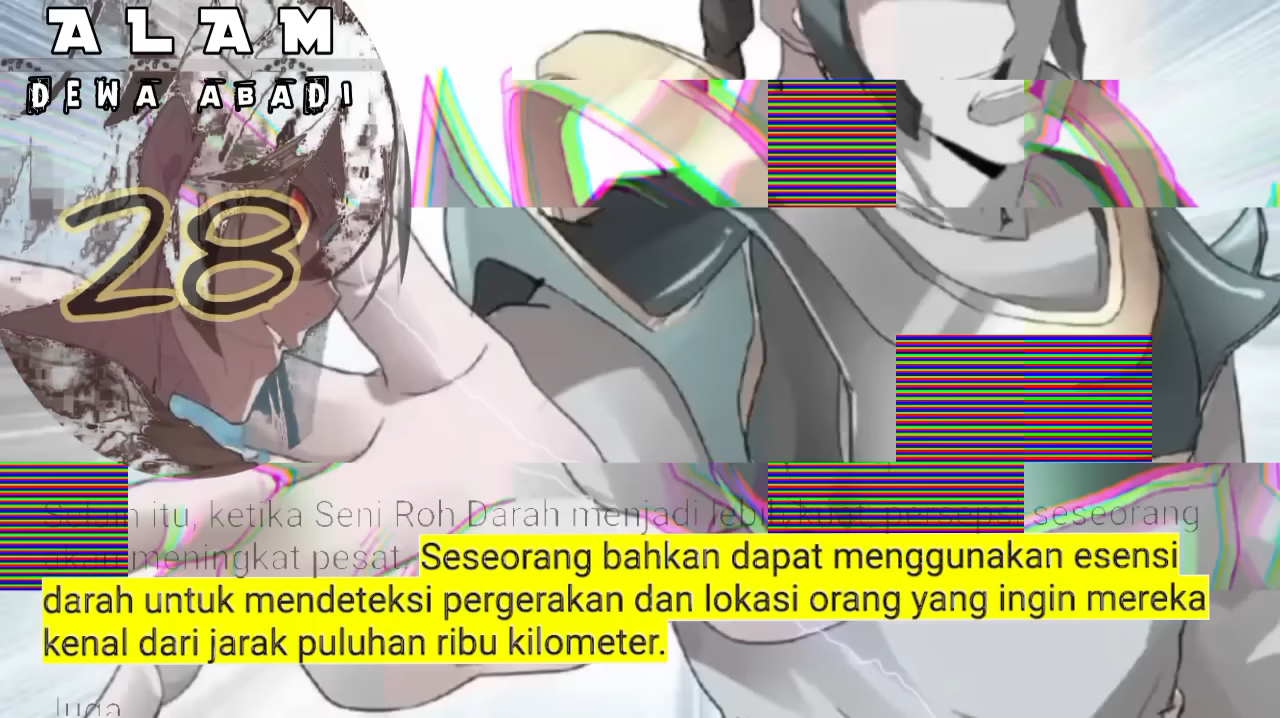 ALAM
DEWA ABADI
28
Selain itu, ketika Seni Roh Darah menjadi lebih kuat, persepsi seseorang
akan meningkat pesat. Seseorang bahkan dapat menggunakan esensi
darah untuk mendeteksi pergerakan dan lokasi orang yang ingin mereka
kenal dari jarak puluhan ribu kilometer.
Juga